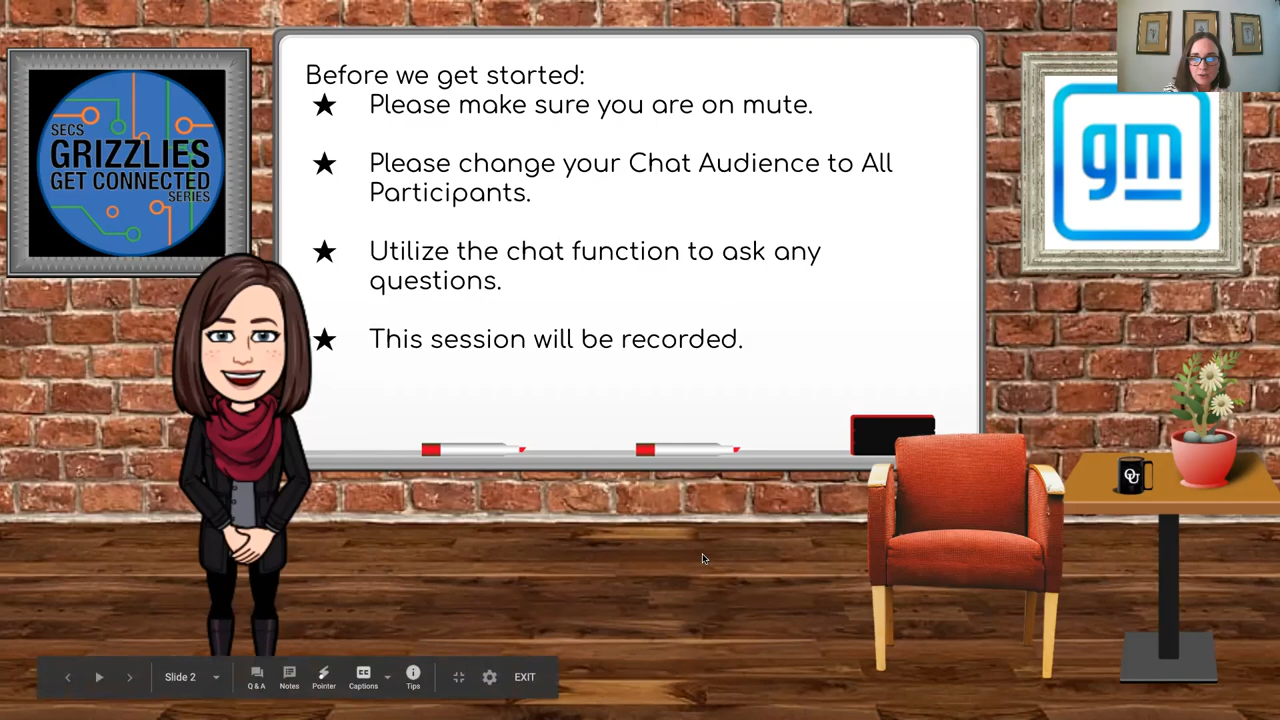 Before we get started:
★ Please make sure you are on mute.
★ Please change your Chat Audience to All
Participants.
★ Utilize the chat function to ask any
questions.
★ This session will be recorded.
SECS
GRIZZLIES
GET CONNECTED
SERIES
gm
OU
Slide 2
Q & A
Notes
Pointer
CC
Captions
Tips
EXIT